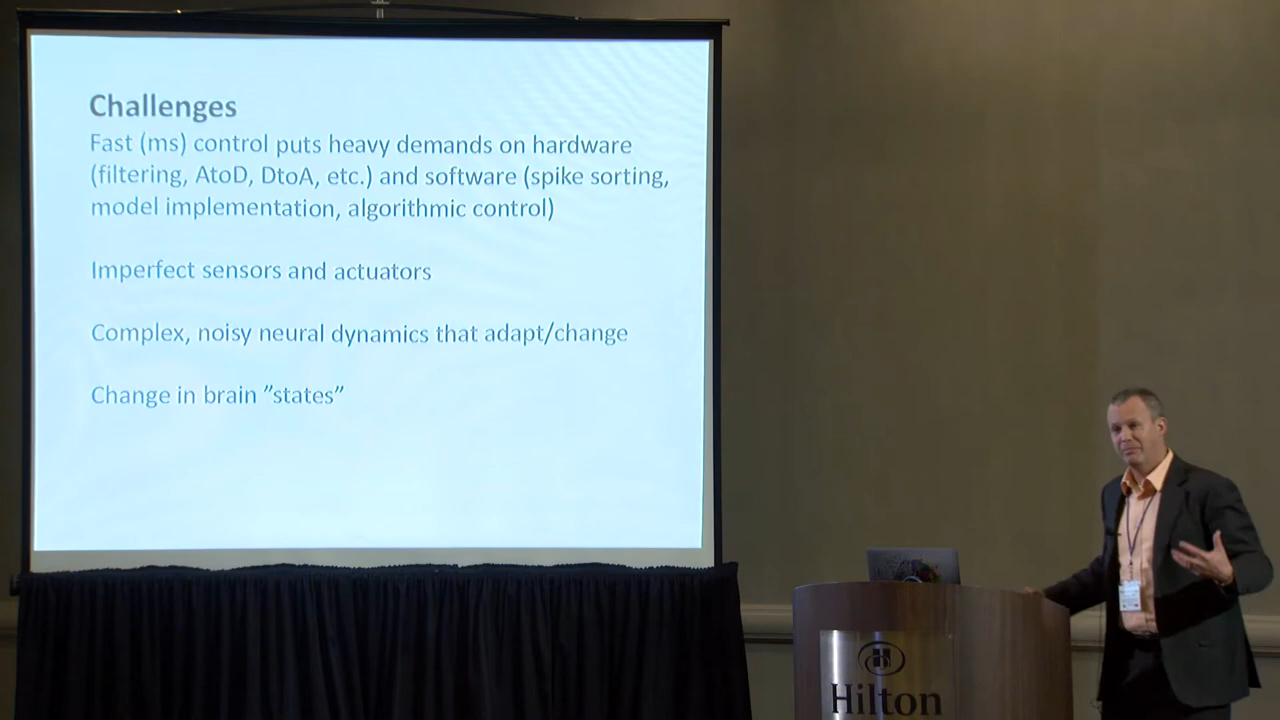 Challenges
Fast (ms) control puts heavy demands on hardware
(filtering, AtoD, DtoA, etc.) and software (spike sorting,
model implementation, algorithmic control)
Imperfect sensors and actuators
Complex, noisy neural dynamics that adapt/change
Change in brain ”states”
Hilton